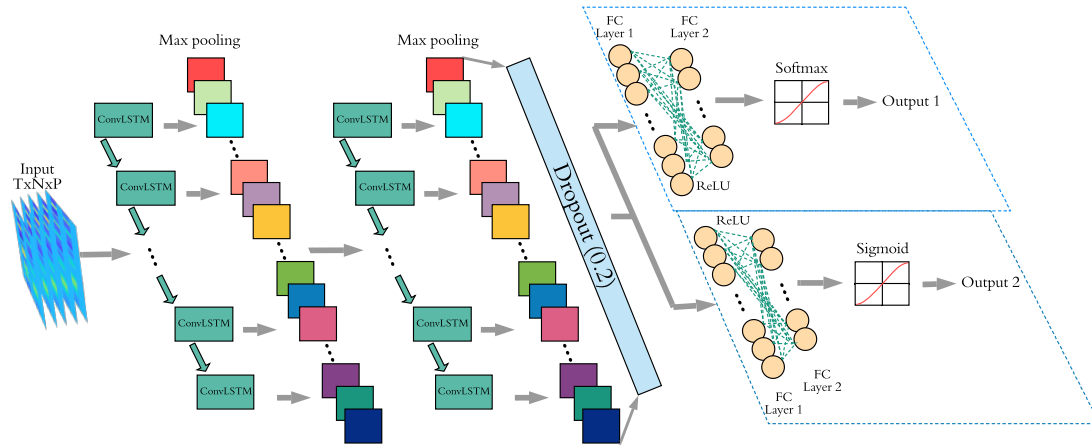 Max pooling
Max pooling
FC
Layer 1
FC
Layer 2
Softmax
Output 1
ReLU
Input
TxNxP
ConvLSTM
ConvLSTM
ConvLSTM
ConvLSTM
ConvLSTM
ConvLSTM
ConvLSTM
ConvLSTM
Dropout (0.2)
ReLU
Sigmoid
Output 2
FC
Layer 2
FC
Layer 1